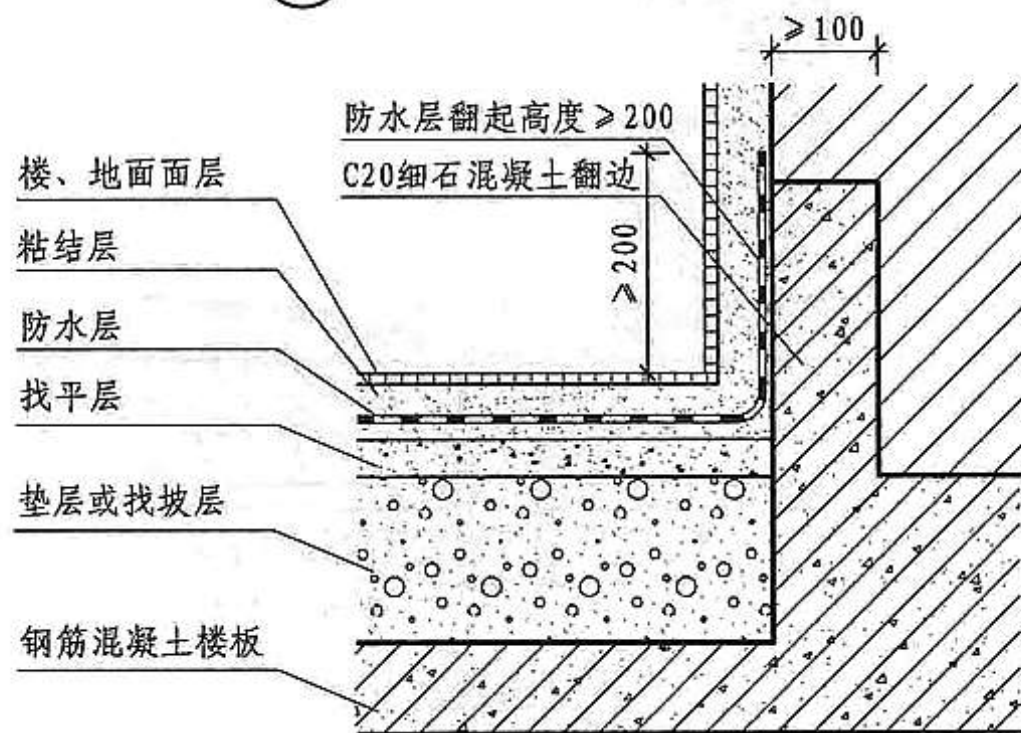 ≥100
防水层翻起高度≥200
C20细石混凝土翻边
≥200
楼、地面面层
粘结层
防水层
找平层
垫层或找坡层
钢筋混凝土楼板